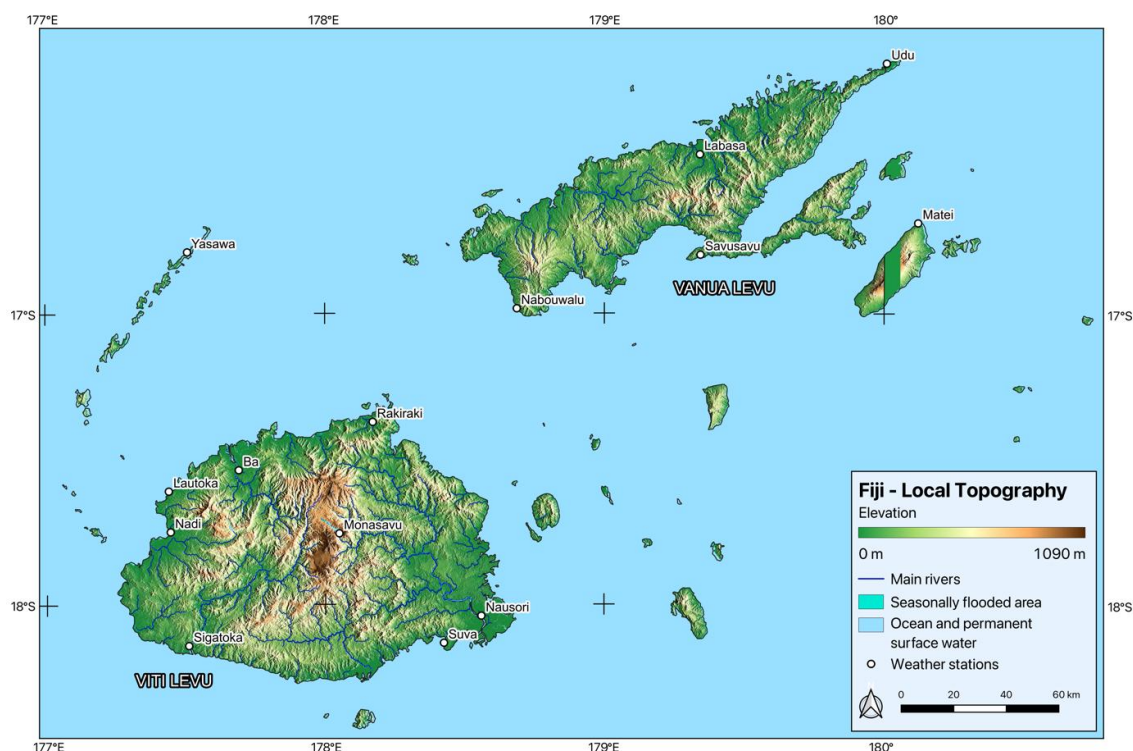 177°E 178°E 179°E 180°
Udu
Labasa
Matei
Yasawa
Savusavu
VANUA LEVU
Nabouwalu
17°S 17°S
Rakiraki
Ba
Lautoka
Nadi
Monasavu
18°S 18°S
Nausori
Suva
Sigatoka
VITI LEVU
Fiji - Local Topography
Elevation
0 m 1090 m
Main rivers
Seasonally flooded area
Ocean and permanent
surface water
Weather stations
0 20 40 60 km
177°E 178°E 179°E 180°